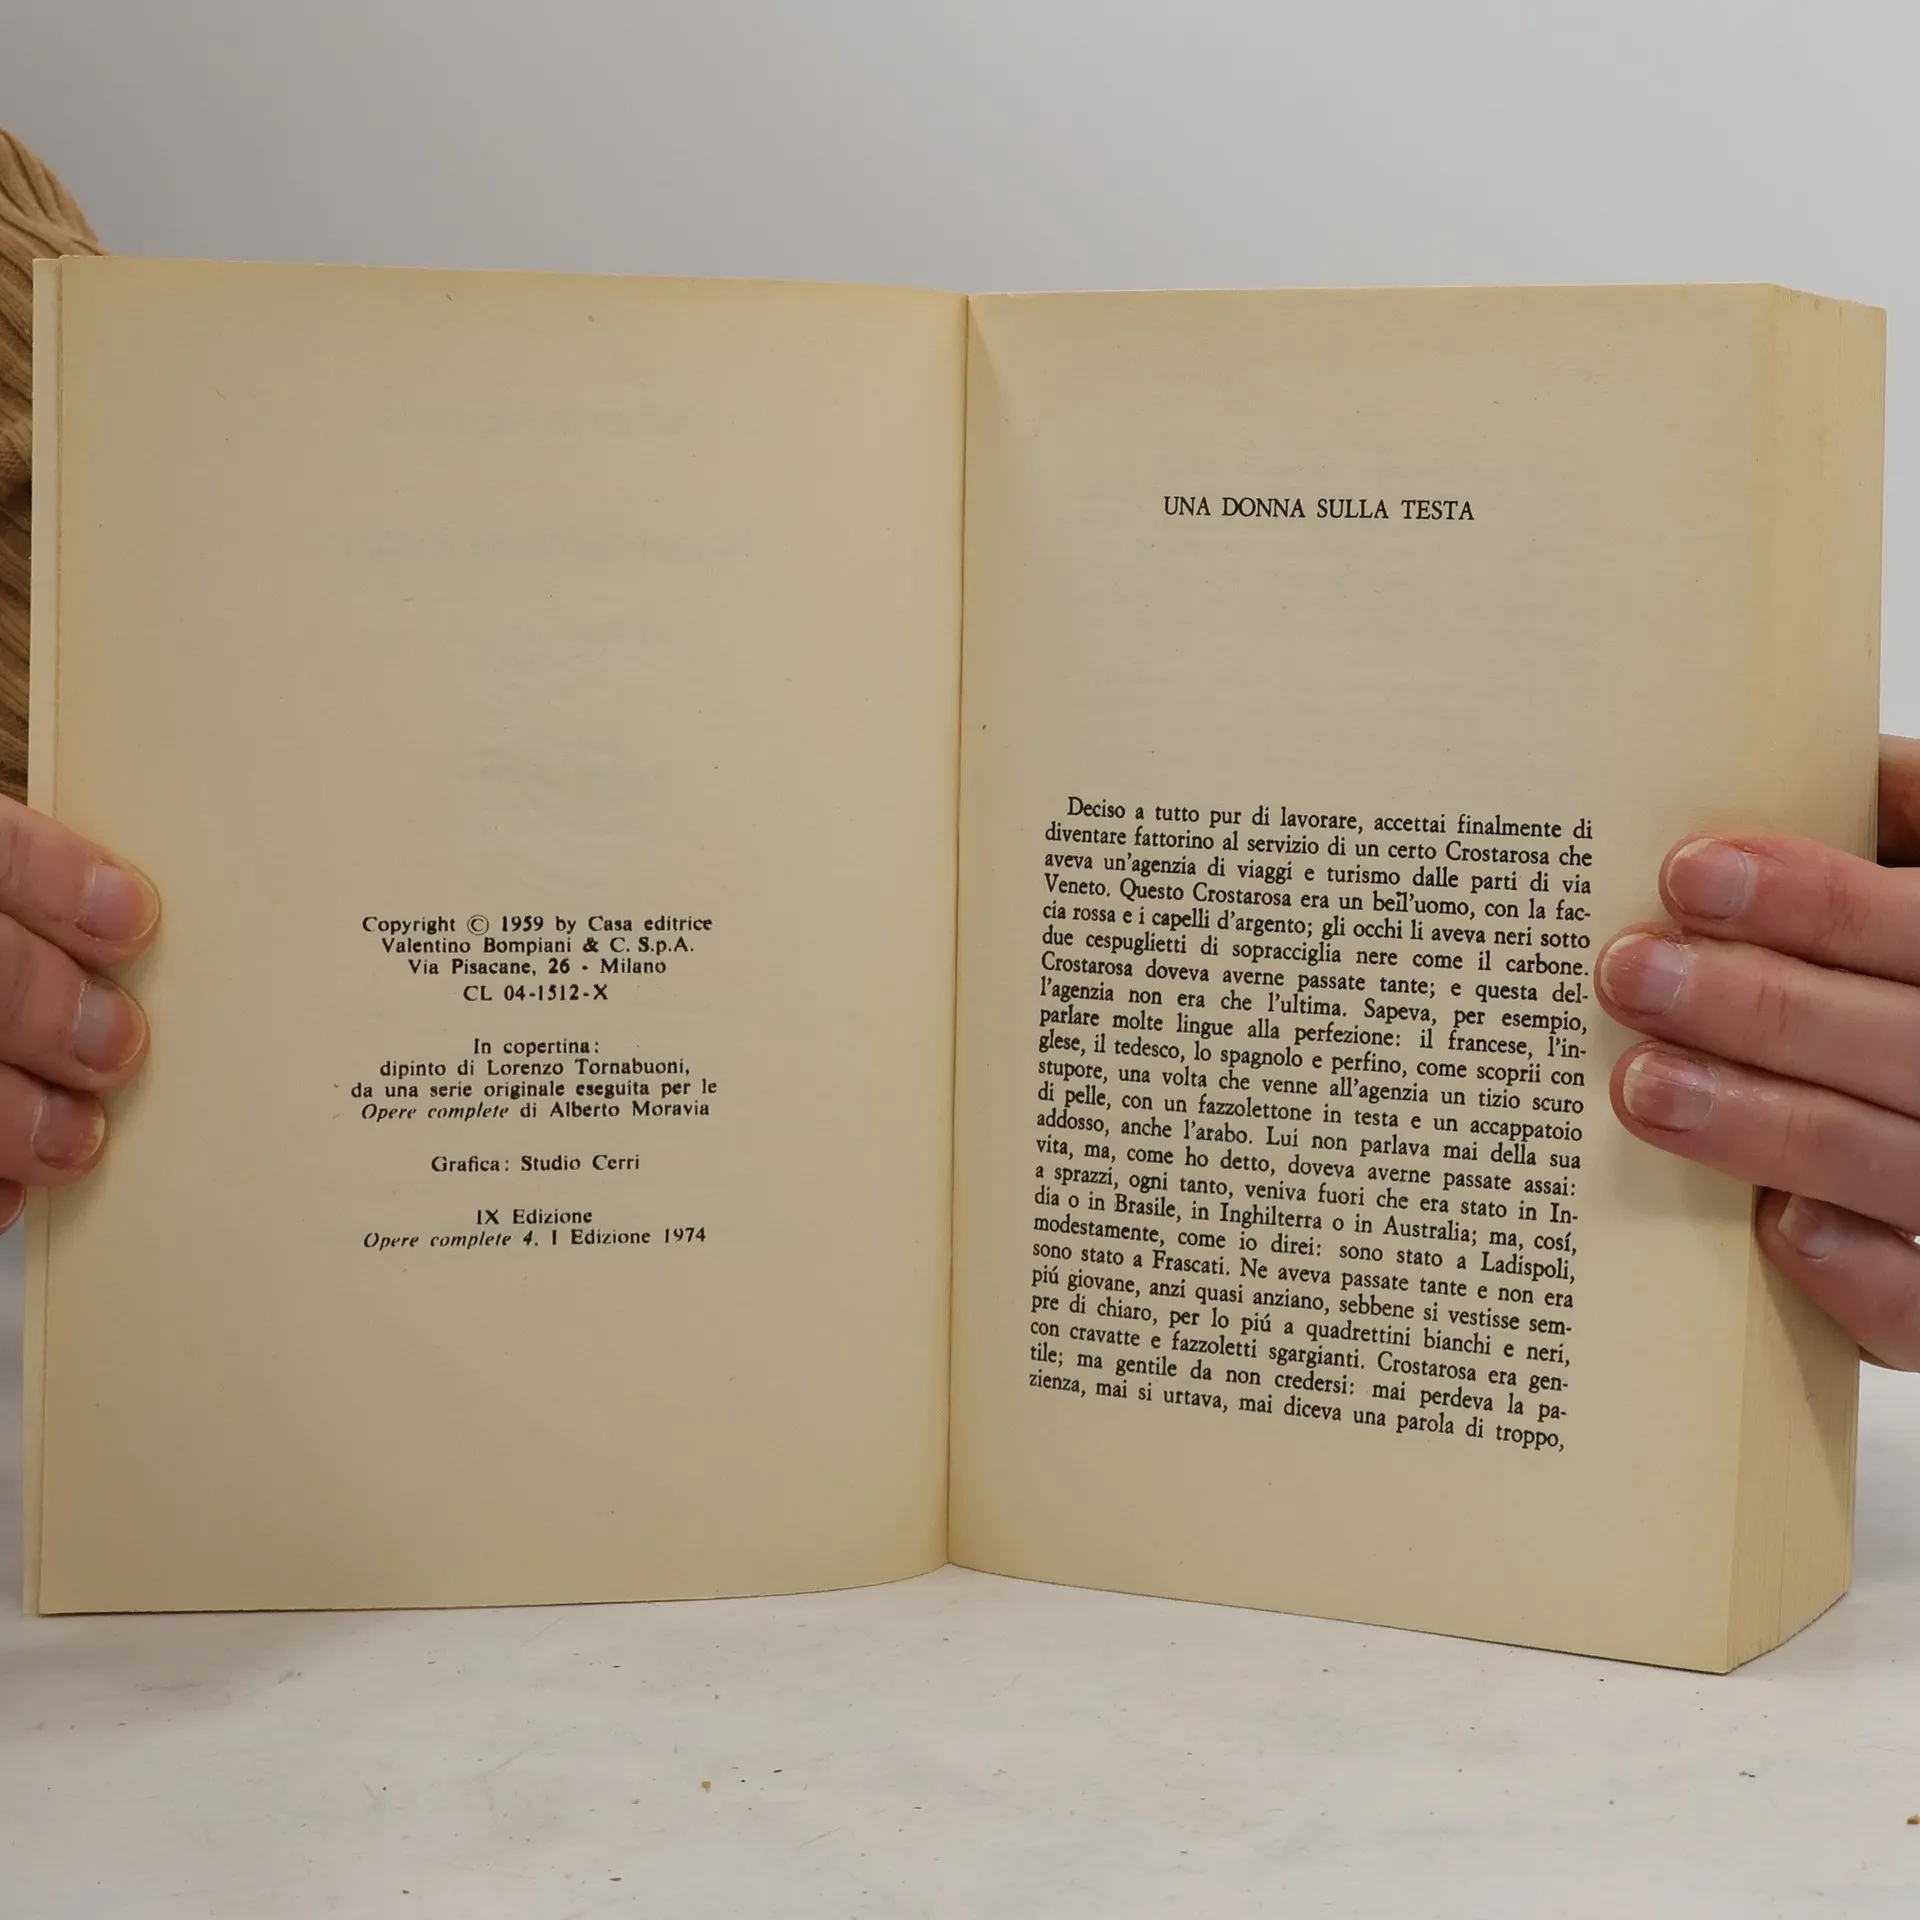 Copyright © 1959 by Casa editrice
Valentino Bompiani & C. S.p.A.
Via Pisacane, 26 - Milano
CL 04-1512-X
In copertina:
dipinto di Lorenzo Tornabuoni,
da una serie originale eseguita per le
Opere complete di Alberto Moravia
Grafica: Studio Cerri
IX Edizione
Opere complete 4. I Edizione 1974
UNA DONNA SULLA TESTA
Deciso a tutto pur di lavorare, accettai finalmente di
diventare fattorino al servizio di un certo Crostarosa che
aveva un'agenzia di viaggi e turismo dalle parti di via
Veneto. Questo Crostarosa era un bell'uomo, con la fac-
cia rossa e i capelli d'argento; gli occhi li aveva neri sotto
due cespuglietti di sopracciglia nere come il carbone.
Crostarosa doveva averne passate tante; e questa del-
l'agenzia non era che l'ultima. Sapeva, per esempio,
parlare molte lingue alla perfezione: il francese, l'in-
glese, il tedesco, lo spagnolo e perfino, come scoprii con
stupore, una volta che venne all'agenzia un tizio scuro
di pelle, con un fazzolettone in testa e un accappatoio
addosso, anche l'arabo. Lui non parlava mai della sua
vita, ma, come ho detto, doveva averne passate assai:
a sprazzi, ogni tanto, veniva fuori che era stato in In-
dia o in Brasile, in Inghilterra o in Australia; ma, cosí,
modestamente, come io direi: sono stato a Ladispoli,
sono stato a Frascati. Ne aveva passate tante e non era
piú giovane, anzi quasi anziano, sebbene si vestisse sem-
pre di chiaro, per lo piú a quadrettini bianchi e neri,
con cravatte e fazzoletti sgargianti. Crostarosa era gen-
tile; ma gentile da non credersi: mai perdeva la pa-
zienza, mai si urtava, mai diceva una parola di troppo,